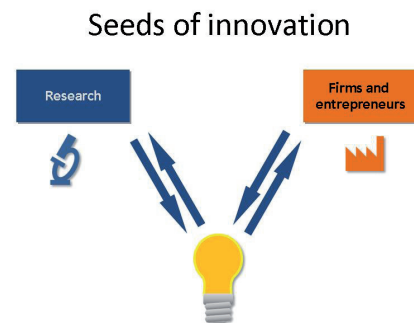 Seeds of innovation
Research
Firms and
entrepreneurs